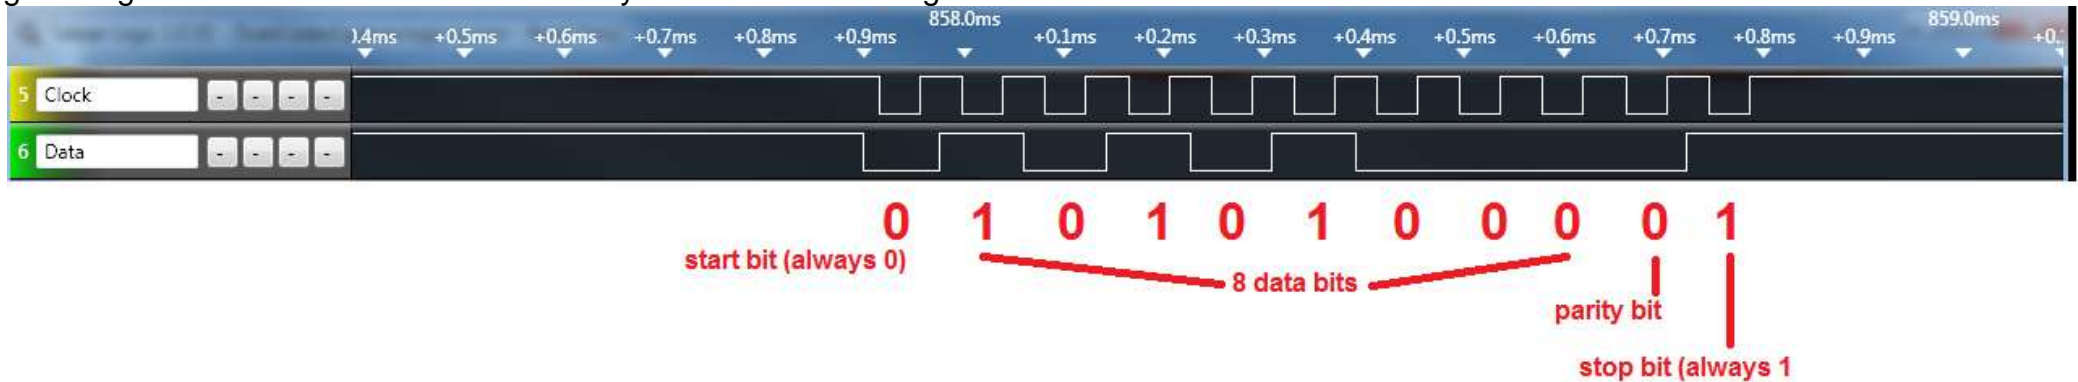 858.0ms 859.0ms
).4ms +0.5ms +0.6ms +0.7ms +0.8ms +0.9ms +0.1ms +0.2ms +0.3ms +0.4ms +0.5ms +0.6ms +0.7ms +0.8ms +0.9ms +0.
5 Clock - - - -
6 Data - - - -
0 1 0 1 0 1 0 0 0 0 1
start bit (always 0)
8 data bits
parity bit
stop bit (always 1